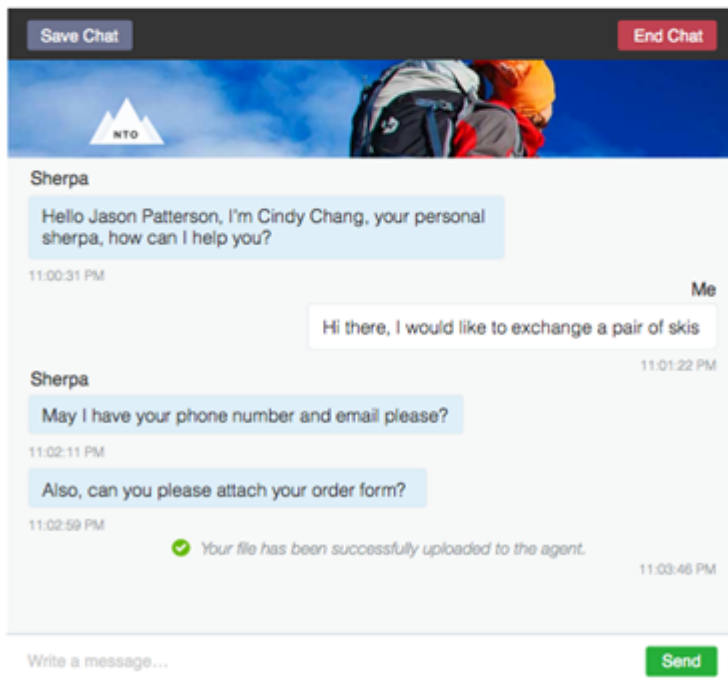 Save Chat
End Chat
NTO
Sherpa
Hello Jason Patterson, I'm Cindy Chang, your personal
sherpa, how can I help you?
11:00:31 PM
Me
Hi there, I would like to exchange a pair of skis
11:01:22 PM
Sherpa
May I have your phone number and email please?
11:02:11 PM
Also, can you please attach your order form?
11:02:59 PM
Your file has been successfully uploaded to the agent.
11:03:46 PM
Write a message...
Send